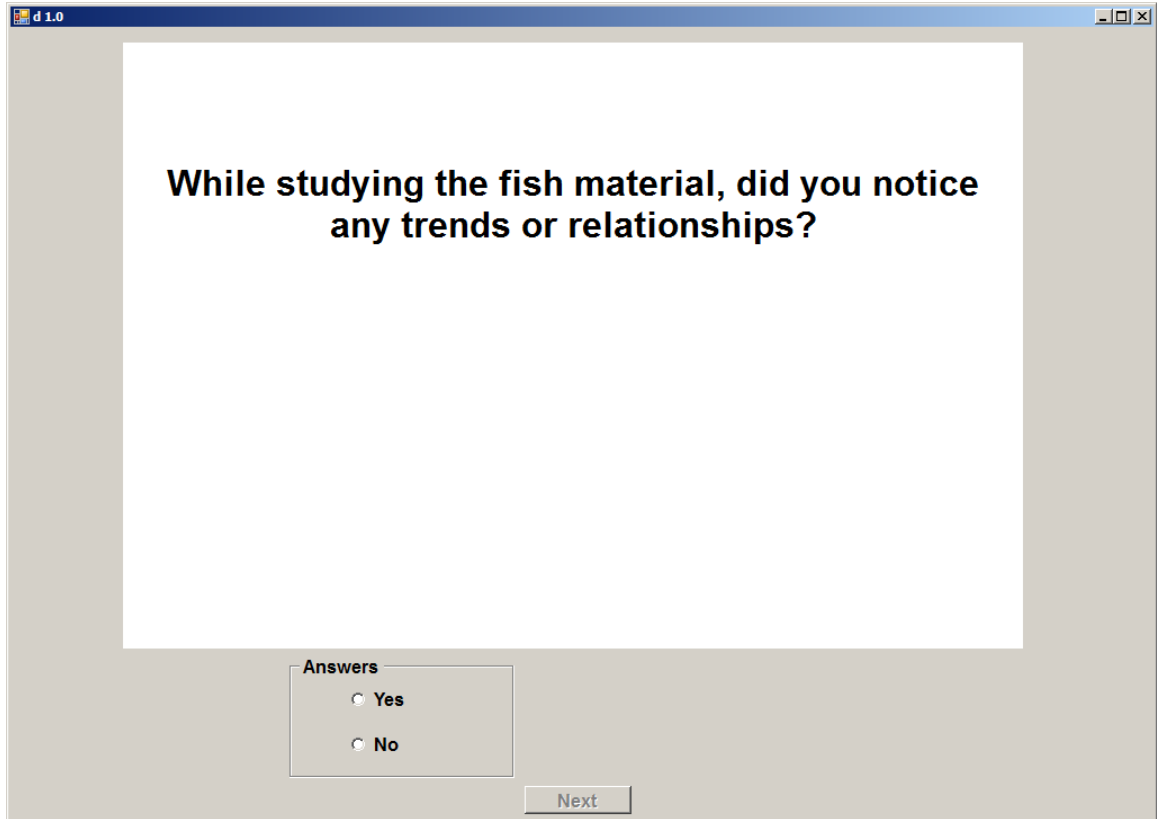 d 1.0
While studying the fish material, did you notice
any trends or relationships?
Answers
Yes
No
Next